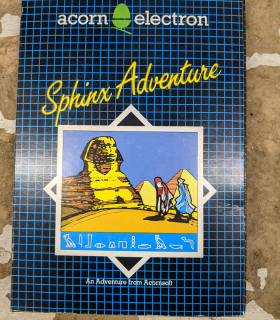 acorn electron
Sphinx Adventure
An Adventure from Acornsoft